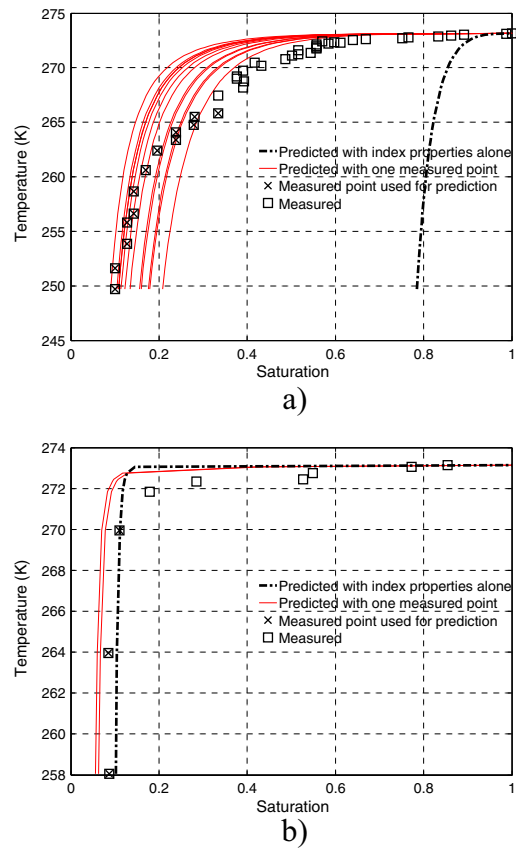 275
270
265
260
255
250
245
Temperature (K)
Predicted with index properties alone
Predicted with one measured point
Measured point used for prediction
Measured
0
0.2
0.4
0.6
0.8
1
Saturation
a)
274
272
270
268
266
264
262
260
258
Temperature (K)
Predicted with index properties alone
Predicted with one measured point
Measured point used for prediction
Measured
0
0.2
0.4
0.6
0.8
1
Saturation
b)